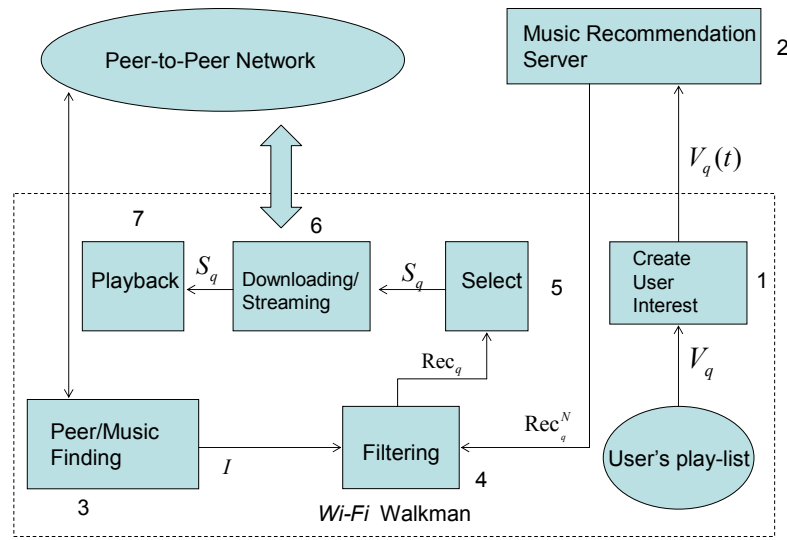 Peer-to-Peer Network
Music Recommendation
Server
2
V_q(t)
7
6
Playback
S_q
Downloading/
Streaming
S_q
Select
5
Create
User
Interest
1
V_q
Rec_q
Peer/Music
Finding
I
Filtering
Rec_q^N
User's play-list
3
4
Wi-Fi Walkman